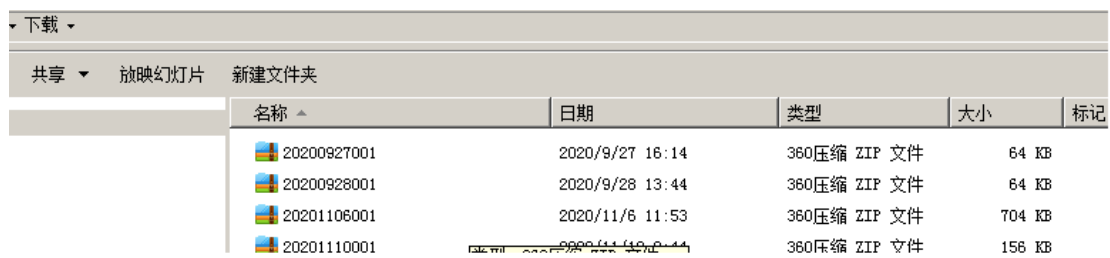 下载
共享 放映幻灯片 新建文件夹
名称 日期 类型 大小 标记
20200927001 2020/9/27 16:14 360压缩 ZIP 文件 64 KB
20200928001 2020/9/28 13:44 360压缩 ZIP 文件 64 KB
20201106001 2020/11/6 11:53 360压缩 ZIP 文件 704 KB
20201110001 360压缩 ZIP 文件 156 KB